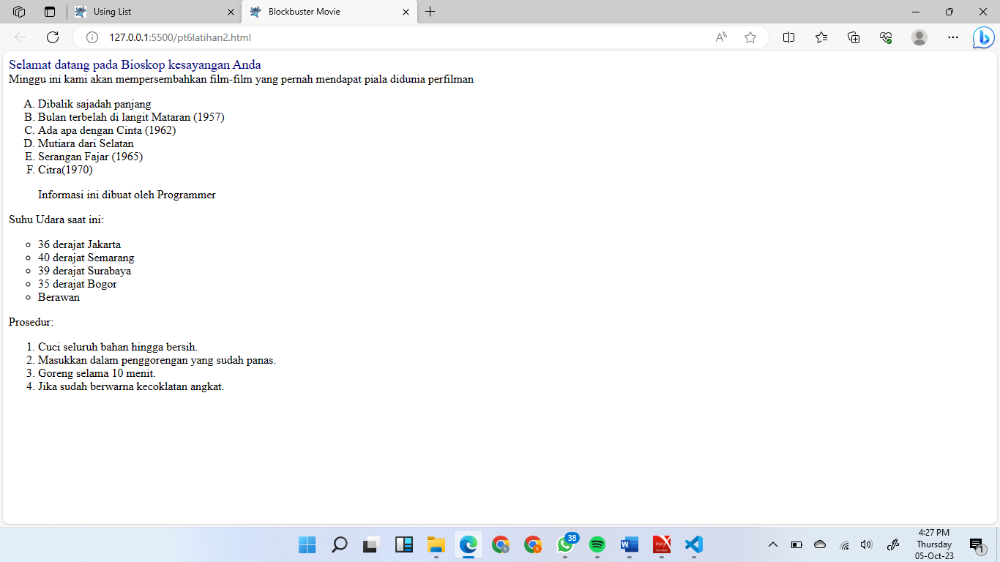 Using List
Blockbuster Movie
127.0.0.1:5500/pt6latihan2.html
Selamat datang pada Bioskop kesayangan Anda
Minggu ini kami akan mempersembahkan film-film yang pernah mendapat piala didunia perfilman
A. Dibalik sajadah panjang
B. Bulan terbelah di langit Mataran (1957)
C. Ada apa dengan Cinta (1962)
D. Mutiara dari Selatan
E. Serangan Fajar (1965)
F. Citra(1970)
Informasi ini dibuat oleh Programmer
Suhu Udara saat ini:
36 derajat Jakarta
40 derajat Semarang
39 derajat Surabaya
35 derajat Bogor
Berawan
Prosedur:
1. Cuci seluruh bahan hingga bersih.
2. Masukkan dalam penggorengan yang sudah panas.
3. Goreng selama 10 menit.
4. Jika sudah berwarna kecoklatan angkat.
38
4:27 PM
Thursday
05-Oct-23
1